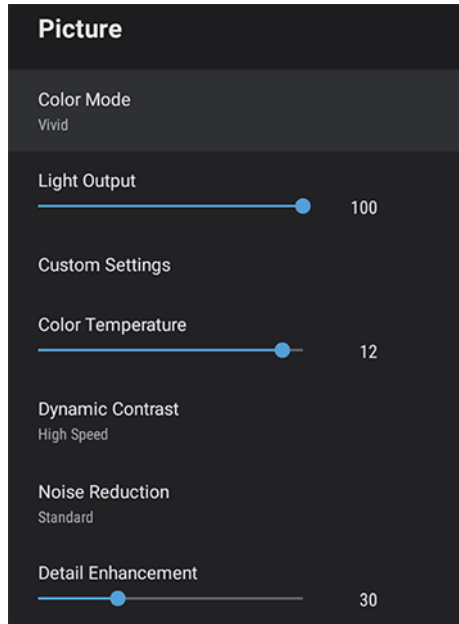 Picture
Color Mode
Vivid
Light Output
100
Custom Settings
Color Temperature
12
Dynamic Contrast
High Speed
Noise Reduction
Standard
Detail Enhancement
30